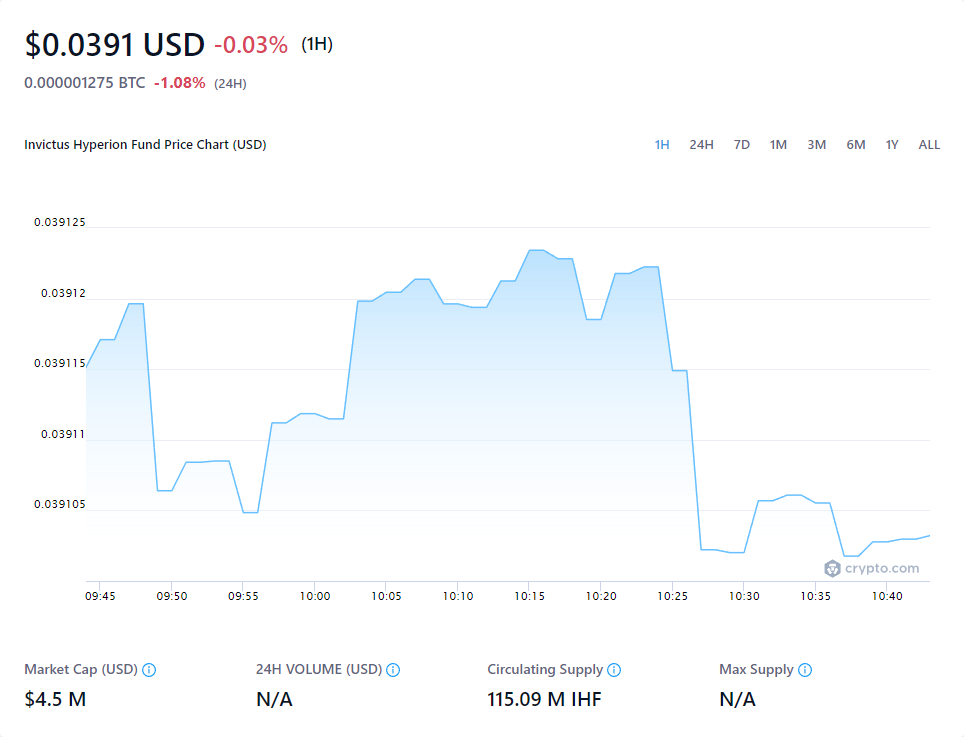 $0.0391 USD -0.03% (1H)
0.000001275 BTC -1.08% (24H)
Invictus Hyperion Fund Price Chart (USD) 1H 24H 7D 1M 3M 6M 1Y ALL
0.039125
0.03912
0.039115
0.03911
0.039105
crypto.com
09:45 09:50 09:55 10:00 10:05 10:10 10:15 10:20 10:25 10:30 10:35 10:40
Market Cap (USD) 24H VOLUME (USD) Circulating Supply Max Supply
$4.5 M N/A 115.09 M IHF N/A